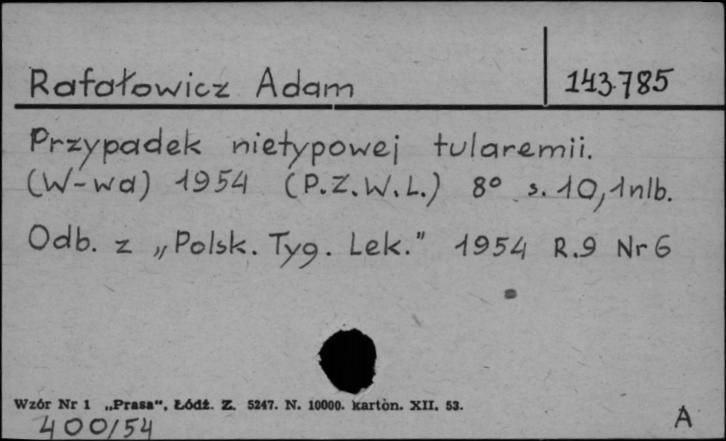 Rafałowicz Adam 143785
Przypadek nietypowej tularemii.
(W-wa) 1954 (P.Z.W.L.) 8° s. 10, 1nlb.
Odb. z „Polsk. Tyg. Lek." 1954 R.9 Nr 6
Wzór Nr 1 „Prasa“, Łódź. Z. 5247. N. 10000. kartòn. XII. 53.
400/54 A